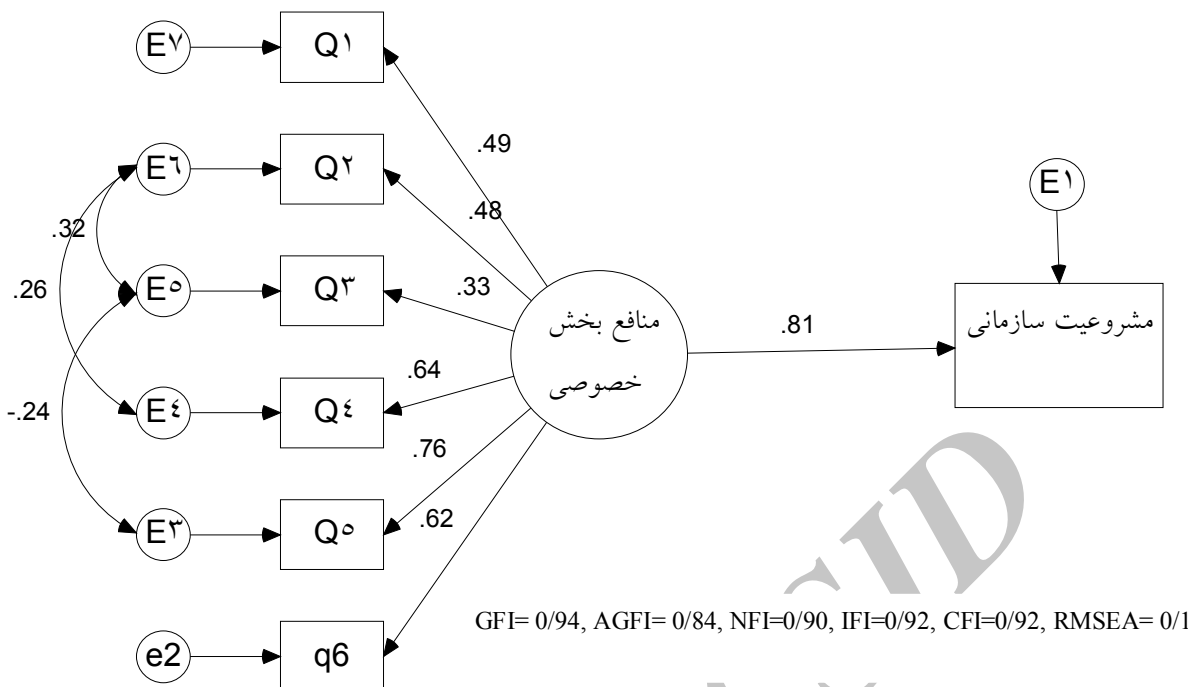 E۷
Q۱
.49
E٦
Q۲
.48
E۱
.32
E٥
Q۳
.33
.26
منافع بخش
خصوصی
.81
مشروعیت سازمانی
.64
E٤
Q٤
-.24
.76
E۳
Q٥
.62
GFI= 0/94, AGFI= 0/84, NFI=0/90, IFI=0/92, CFI=0/92, RMSEA= 0/1
e2
q6